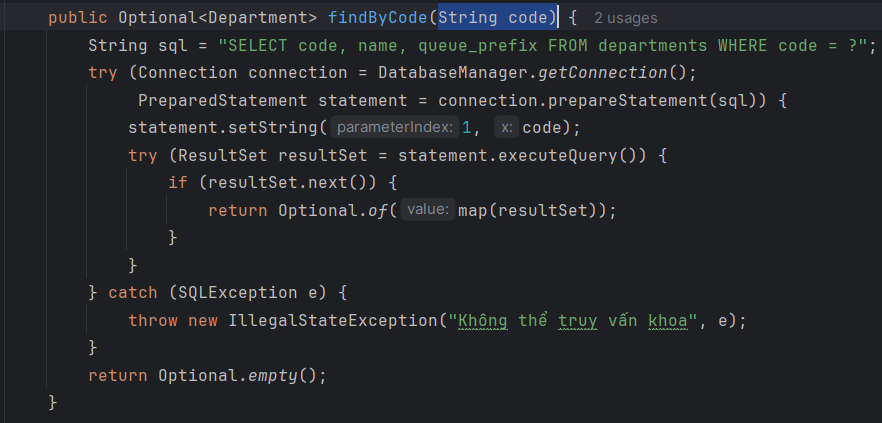 public Optional<Department> findByCode(String code) { 2 usages
    String sql = "SELECT code, name, queue_prefix FROM departments WHERE code = ?";
    try (Connection connection = DatabaseManager.getConnection();
         PreparedStatement statement = connection.prepareStatement(sql)) {
        statement.setString( parameterIndex: 1, x: code);
        try (ResultSet resultSet = statement.executeQuery()) {
            if (resultSet.next()) {
                return Optional.of( value: map(resultSet));
            }
        }
    } catch (SQLException e) {
        throw new IllegalStateException("Không thể truy vấn khoa", e);
    }
    return Optional.empty();
}